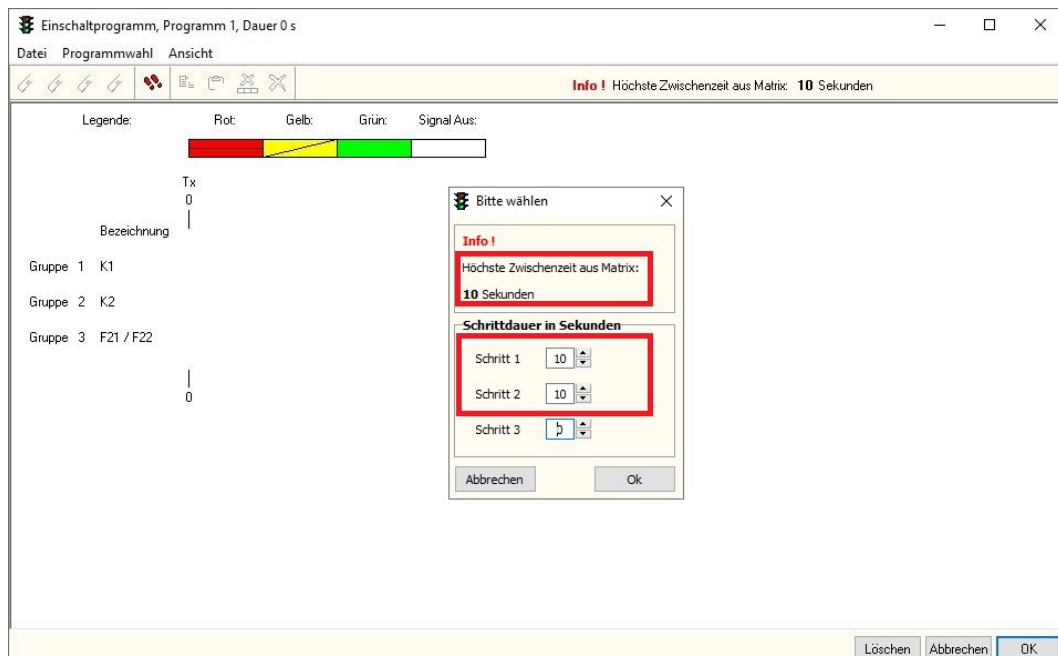 Einschaltprogramm, Programm 1, Dauer 0 s
Datei Programmwahl Ansicht
Info ! Höchste Zwischenzeit aus Matrix: 10 Sekunden
Legende: Rot: Gelb: Grün: Signal Aus:
Tx
0
Bezeichnung
Gruppe 1 K1
Gruppe 2 K2
Gruppe 3 F21 / F22
0
Bitte wählen
Info !
Höchste Zwischenzeit aus Matrix:
10 Sekunden
Schrittdauer in Sekunden
Schritt 1 10
Schritt 2 10
Schritt 3
Abbrechen Ok
Löschen Abbrechen OK